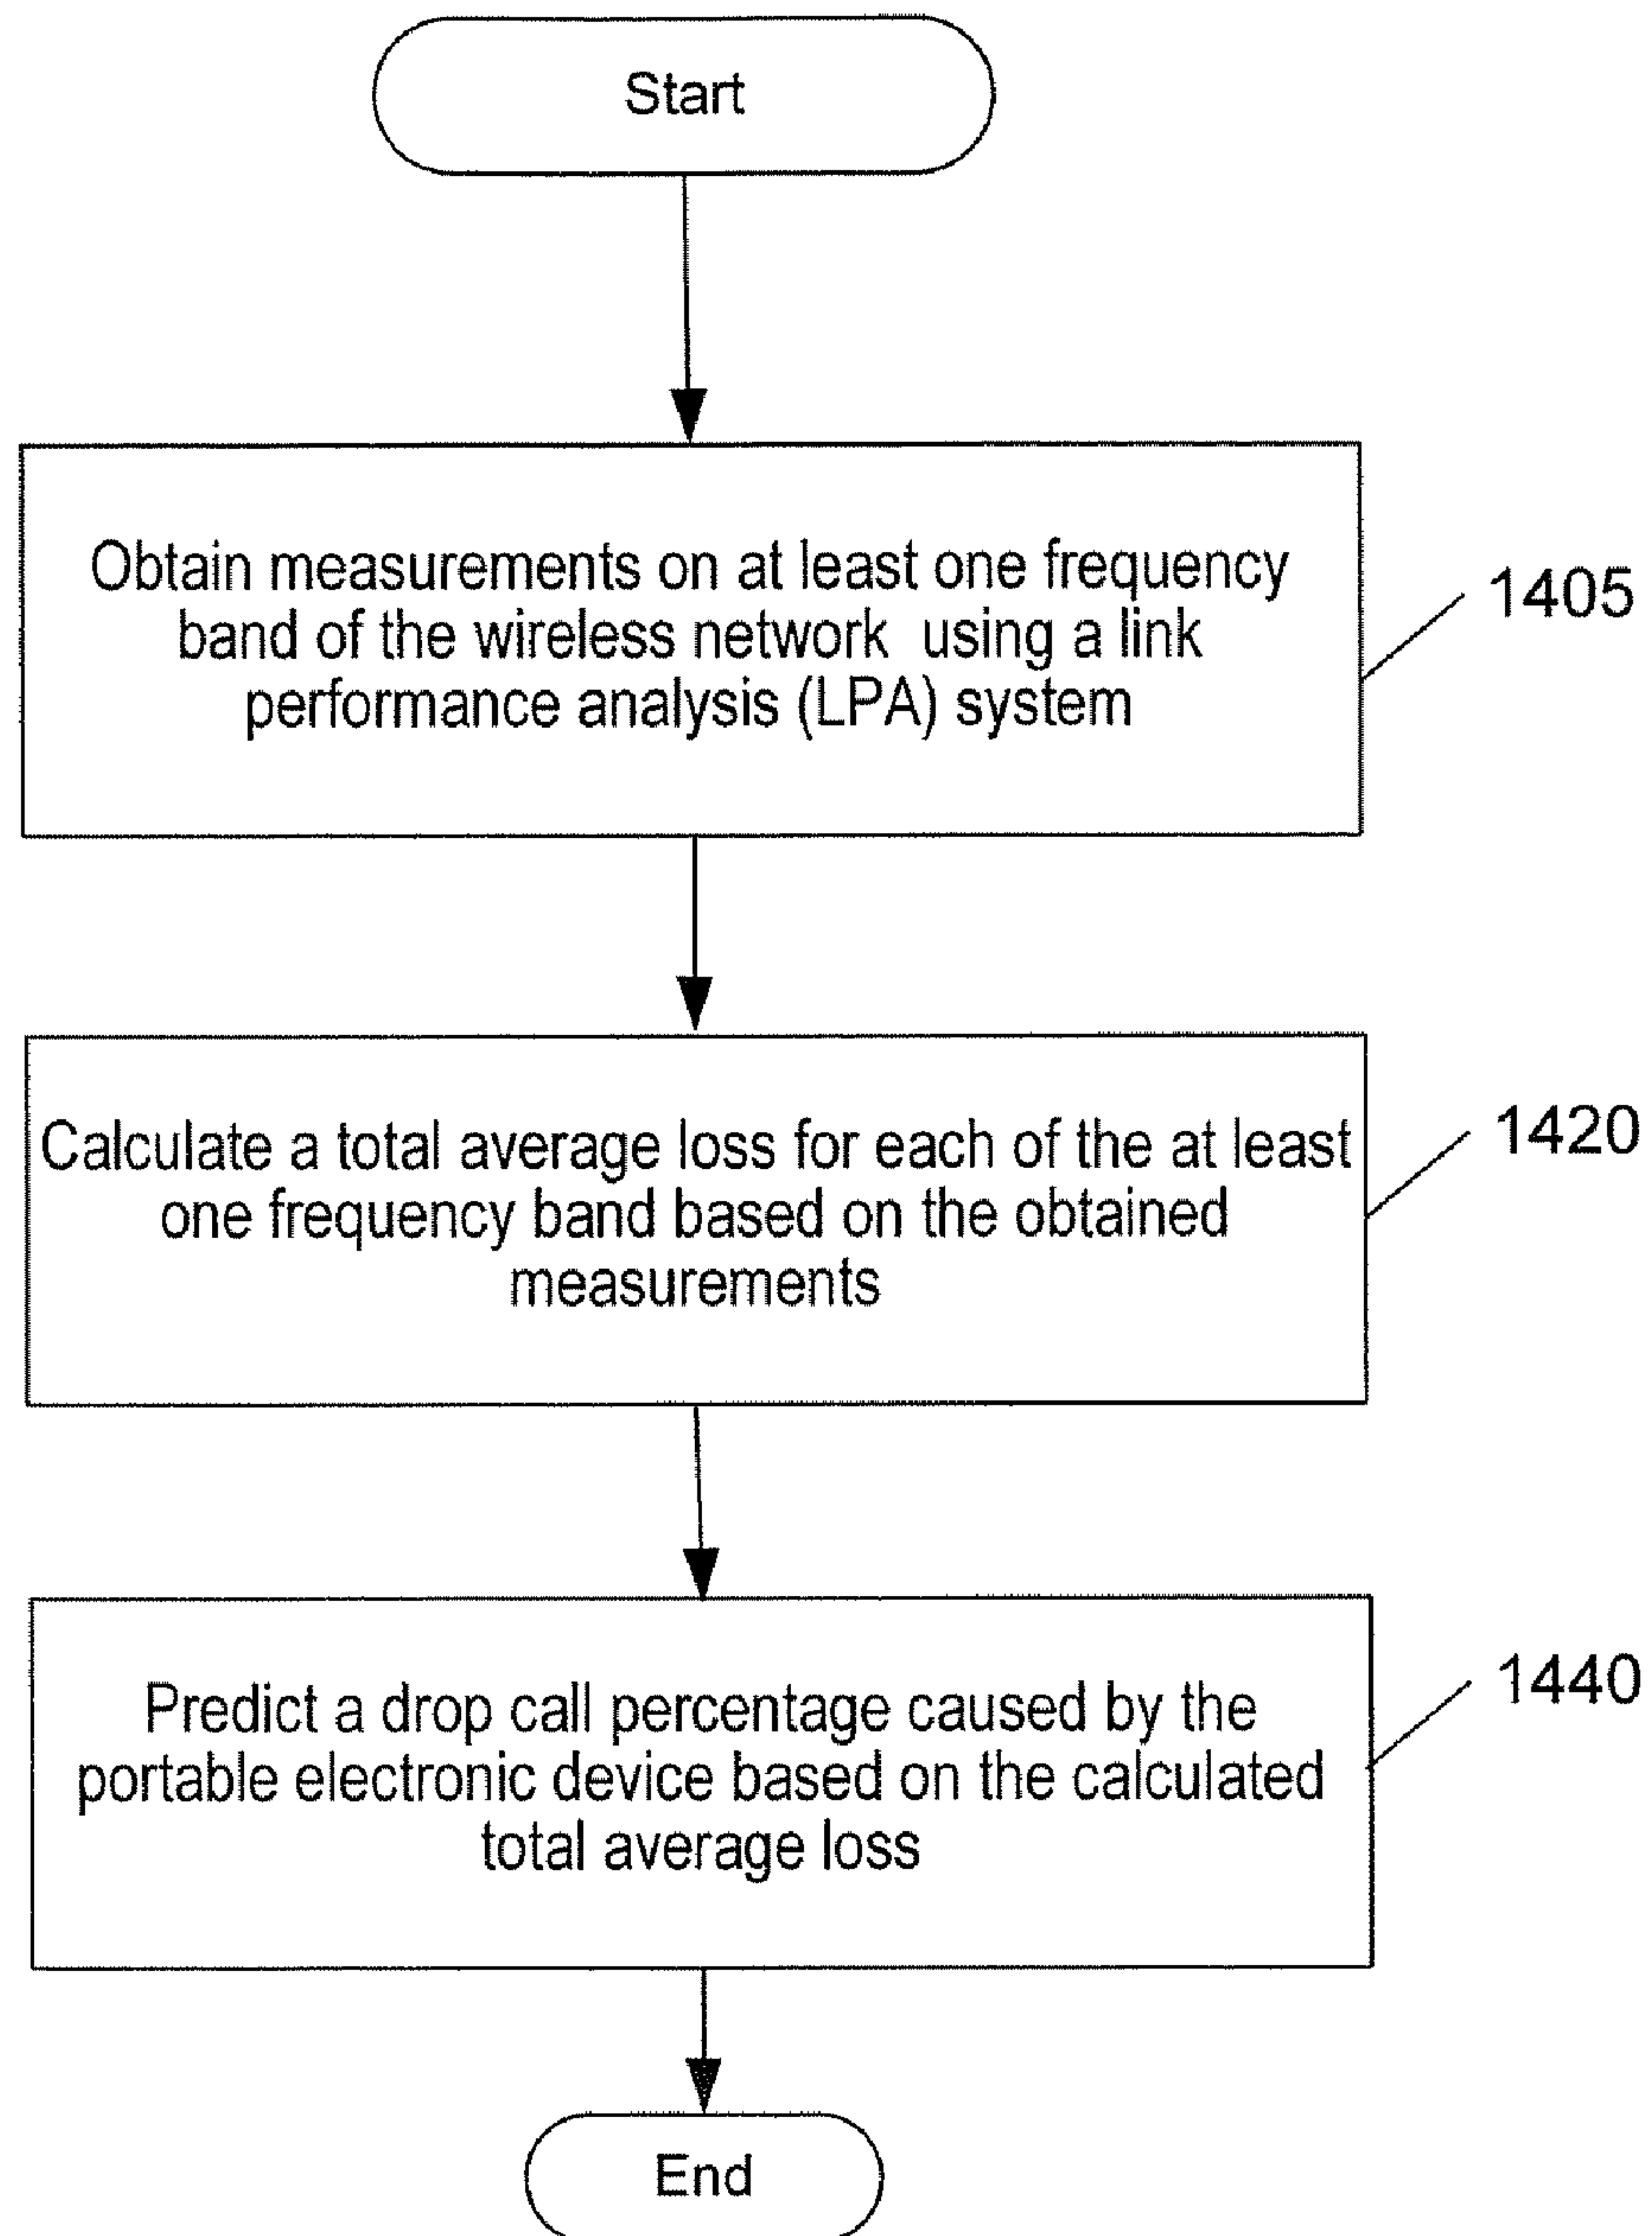 Start
Obtain measurements on at least one frequency
band of the wireless network using a link
performance analysis (LPA) system
1405
Calculate a total average loss for each of the at least
one frequency band based on the obtained
measurements
1420
Predict a drop call percentage caused by the
portable electronic device based on the calculated
total average loss
1440
End